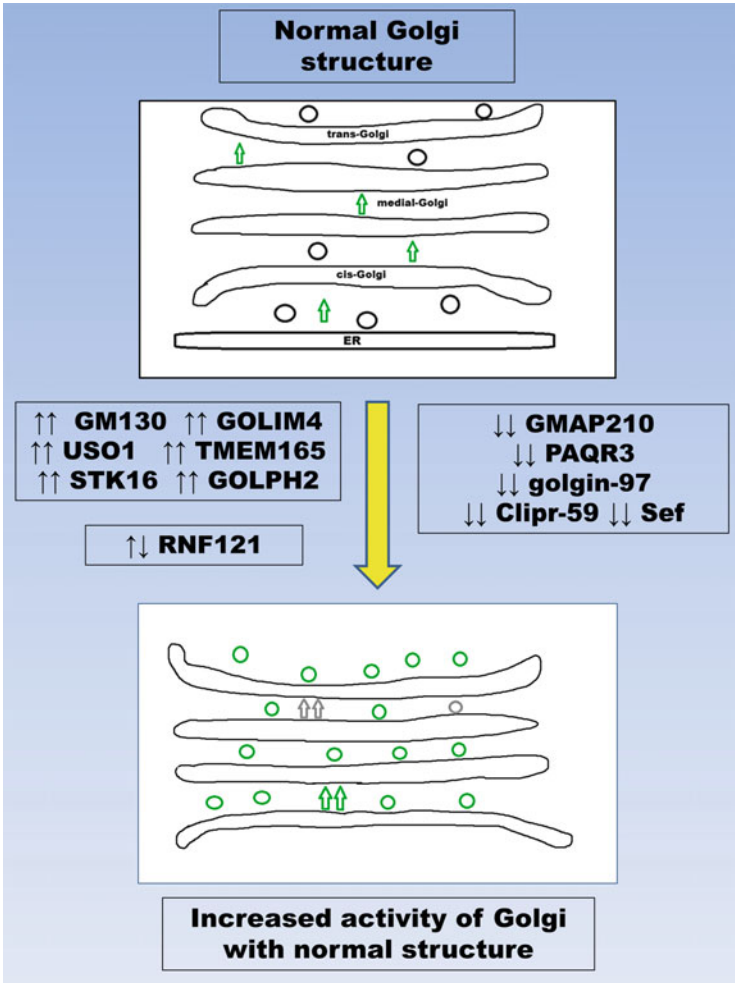 Normal Golgi
structure
trans-Golgi
medial-Golgi
cis-Golgi
ER
↑↑ GM130 ↑↑ GOLIM4
↑↑ USO1 ↑↑ TMEM165
↑↑ STK16 ↑↑ GOLPH2
↑↓ RNF121
↓↓ GMAP210
↓↓ PAQR3
↓↓ golgin-97
↓↓ Clipr-59 ↓↓ Sef
Increased activity of Golgi
with normal structure